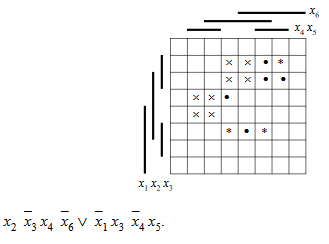 x₆
x₄ x₅
× × • *
× × • •
× × •
× ×
* • *
x₁ x₂ x₃
x₂ x̄₃ x₄ x̄₆ ∨ x̄₁ x₃ x̄₄ x₅.